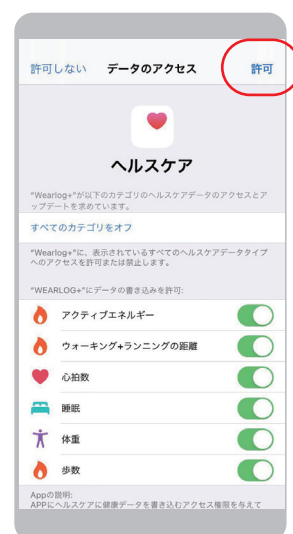 許可しない データのアクセス 許可
ヘルスケア
"Wearlog+"が以下のカテゴリのヘルスケアデータのアクセスとア
ップデートを求めています。
すべてのカテゴリをオフ
"Wearlog+"に、表示されているすべてのヘルスケアデータタイプ
へのアクセスを許可または禁止します。
"WEARLOG+"にデータの書き込みを許可:
アクティブエネルギー
ウォーキング+ランニングの距離
心拍数
睡眠
体重
歩数
Appの説明:
APPにヘルスケアに健康データを書き込むアクセス権限を与えて